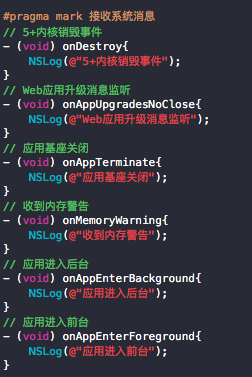 #pragma mark 接收系统消息
// 5+内核销毁事件
- (void) onDestroy{
NSLog(@"5+内核销毁事件");
}
// Web应用升级消息监听
- (void) onAppUpgradesNoClose{
NSLog(@"Web应用升级消息监听");
}
// 应用基座关闭
- (void) onAppTerminate{
NSLog(@"应用基座关闭");
}
// 收到内存警告
- (void) onMemoryWarning{
NSLog(@"收到内存警告");
}
// 应用进入后台
- (void) onAppEnterBackground{
NSLog(@"应用进入后台");
}
// 应用进入前台
- (void) onAppEnterForeground{
NSLog(@"应用进入前台");
}